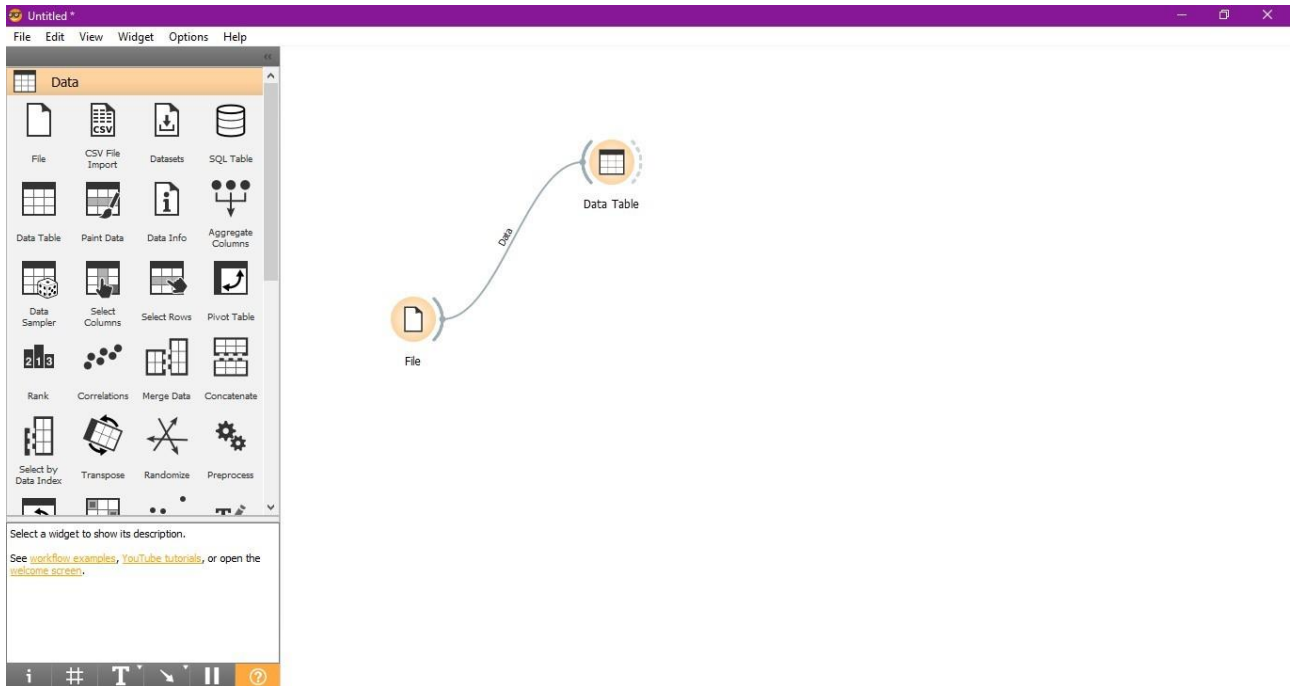 Untitled *
File Edit View Widget Options Help
Data
File
CSV File
Import
Datasets
SQL Table
Data Table
Paint Data
Data Info
Aggregate
Columns
Data
Sampler
Select
Columns
Select Rows
Pivot Table
Rank
Correlations
Merge Data
Concatenate
Select by
Data Index
Transpose
Randomize
Preprocess
Select a widget to show its description.
See workflow examples, YouTube tutorials, or open the
welcome screen.
Data Table
Data
File